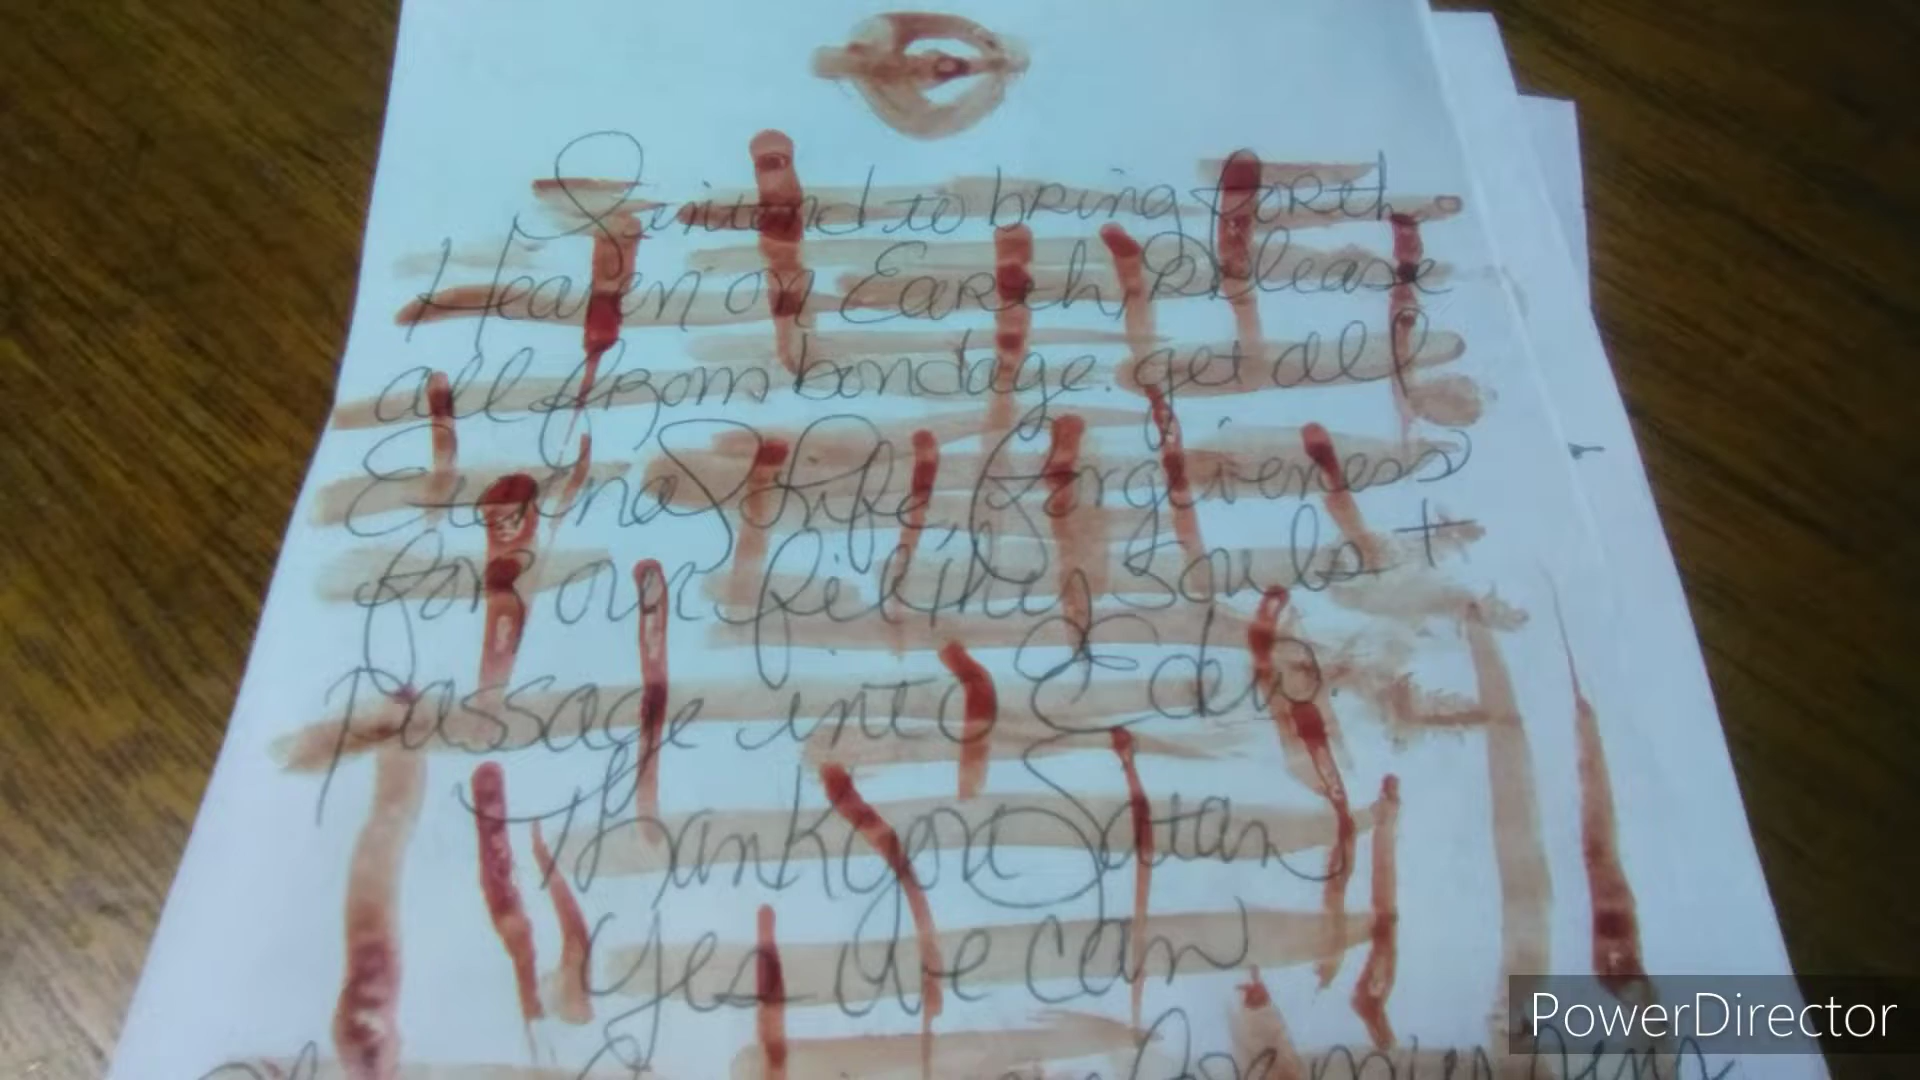 I intend to bring forth
Heaven on Earth, Release
all from bondage. get all
Eternal Life, forgiveness
for our filthy souls +
passage into Eden.
Thank you Satan
Yes we can
PowerDirector